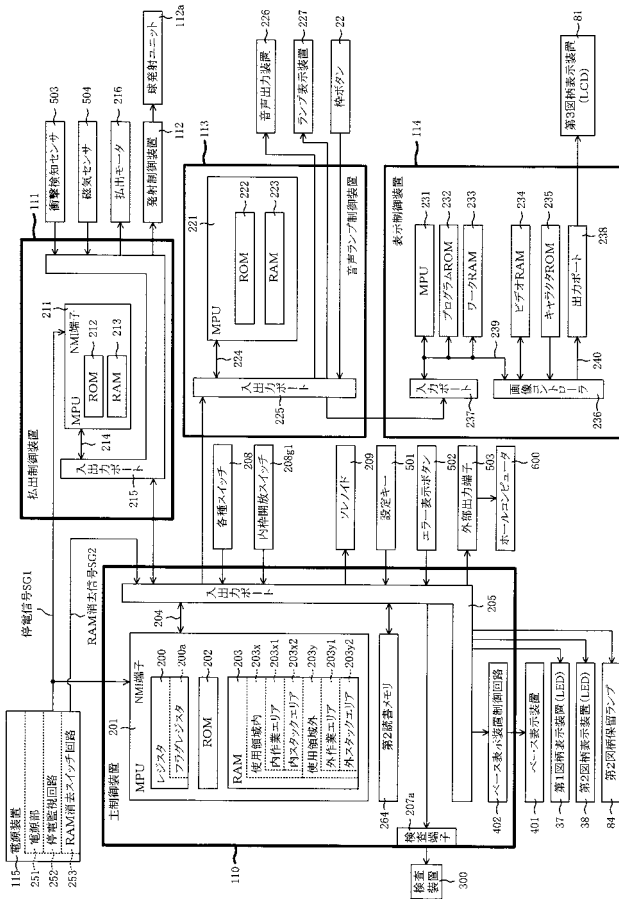 電源装置
115
電源部
251
停電監視回路
252
RAM消去スイッチ回路
253
停電信号SG1
RAM消去信号SG2
払出制御装置
111
MPU
211
NMI端子
ROM
212
RAM
213
214
入出力ポート
215
衝撃検知センサ
503
磁気センサ
504
払出モータ
216
発射制御装置
112
球発射ユニット
112a
主制御装置
110
MPU
201
NMI端子
レジスタ
200
フラグレジスタ
200a
ROM
202
RAM
203
使用領域内
203x
内作業エリア
203x1
内スタックエリア
203x2
使用領域外
203y
外作業エリア
203y1
外スタックエリア
203y2
204
入出力ポート
205
第2読書メモリ
264
検査端子
207a
検査装置
300
各種スイッチ
208
内枠開放スイッチ
208g1
ソレノイド
209
設定キー
501
エラー表示ボタン
502
外部出力端子
503
ホールコンピュータ
600
ベース表示装置制御回路
402
ベース表示装置
401
第1図柄表示装置(LED)
37
第2図柄表示装置(LED)
38
第2図柄保留ランプ
84
音声ランプ制御装置
113
MPU
221
ROM
222
RAM
223
224
入出力ポート
225
音声出力装置
226
ランプ表示装置
227
枠ボタン
22
表示制御装置
114
MPU
231
プログラムROM
232
ワークRAM
233
ビデオRAM
234
キャラクタROM
235
出力ポート
238
入力ポート
237
画像コントローラ
236
239
240
第3図柄表示装置
(LCD)
81